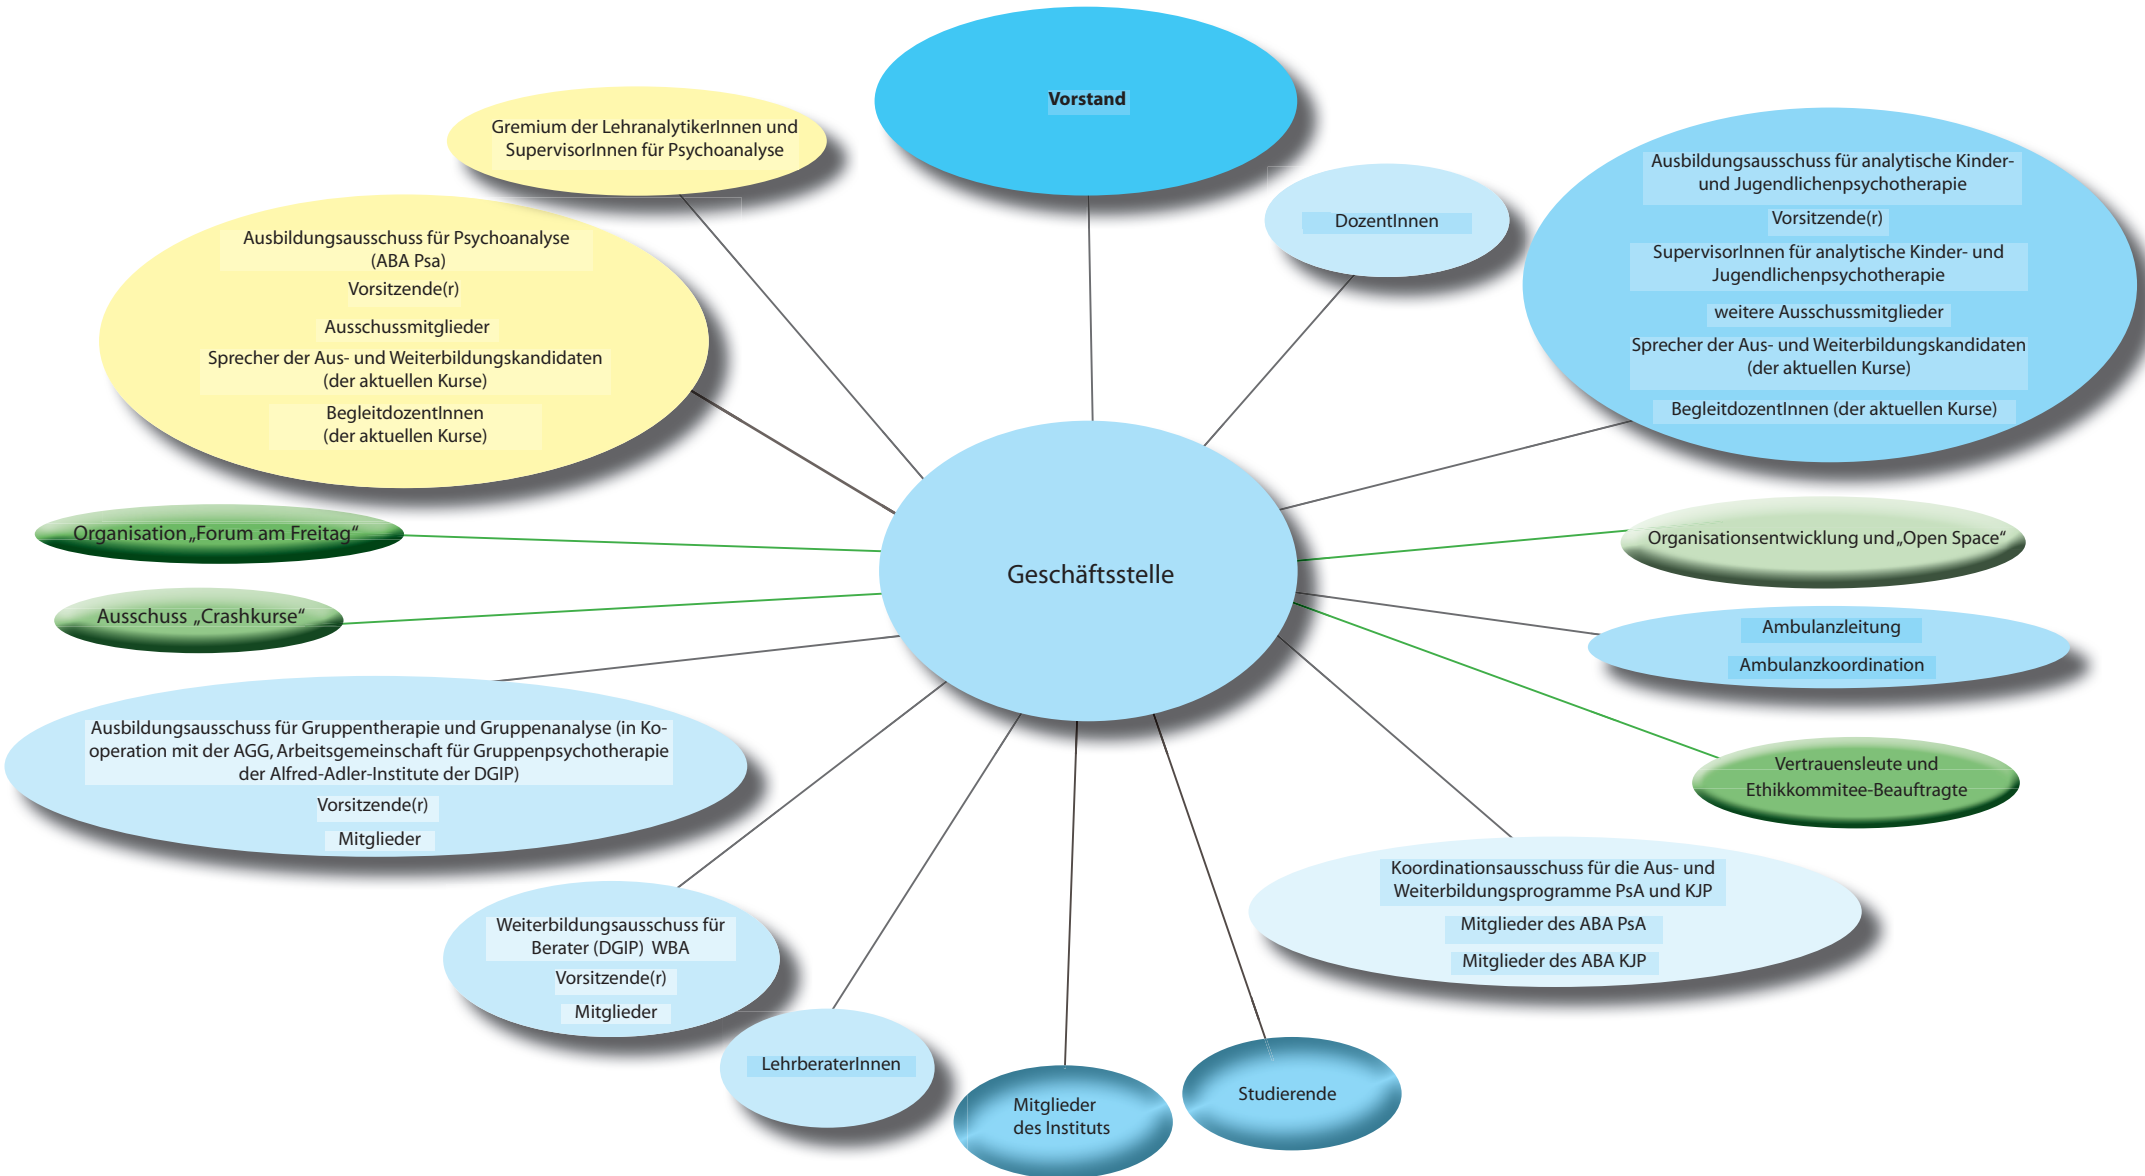 Vorstand
Gremium der LehranalytikerInnen und
SupervisorInnen für Psychoanalyse
DozentInnen
Ausbildungsausschuss für analytische Kinder-
und Jugendlichenpsychotherapie
Vorsitzende(r)
SupervisorInnen für analytische Kinder- und
Jugendlichenpsychotherapie
weitere Ausschussmitglieder
Sprecher der Aus- und Weiterbildungskandidaten
(der aktuellen Kurse)
BegleitdozentInnen (der aktuellen Kurse)
Ausbildungsausschuss für Psychoanalyse
(ABA Psa)
Vorsitzende(r)
Ausschussmitglieder
Sprecher der Aus- und Weiterbildungskandidaten
(der aktuellen Kurse)
BegleitdozentInnen
(der aktuellen Kurse)
Organisation „Forum am Freitag“
Geschäftsstelle
Organisationsentwicklung und „Open Space“
Ausschuss „Crashkurse“
Ambulanzleitung
Ambulanzkoordination
Ausbildungsausschuss für Gruppentherapie und Gruppenanalyse (in Ko-
operation mit der AGG, Arbeitsgemeinschaft für Gruppenpsychotherapie
der Alfred-Adler-Institute der DGIP)
Vorsitzende(r)
Mitglieder
Vertrauensleute und
Ethikkommitee-Beauftragte
Koordinationsausschuss für die Aus- und
Weiterbildungsprogramme PsA und KJP
Mitglieder des ABA PsA
Mitglieder des ABA KJP
Weiterbildungsausschuss für
Berater (DGIP) WBA
Vorsitzende(r)
Mitglieder
LehrberaterInnen
Mitglieder
des Instituts
Studierende